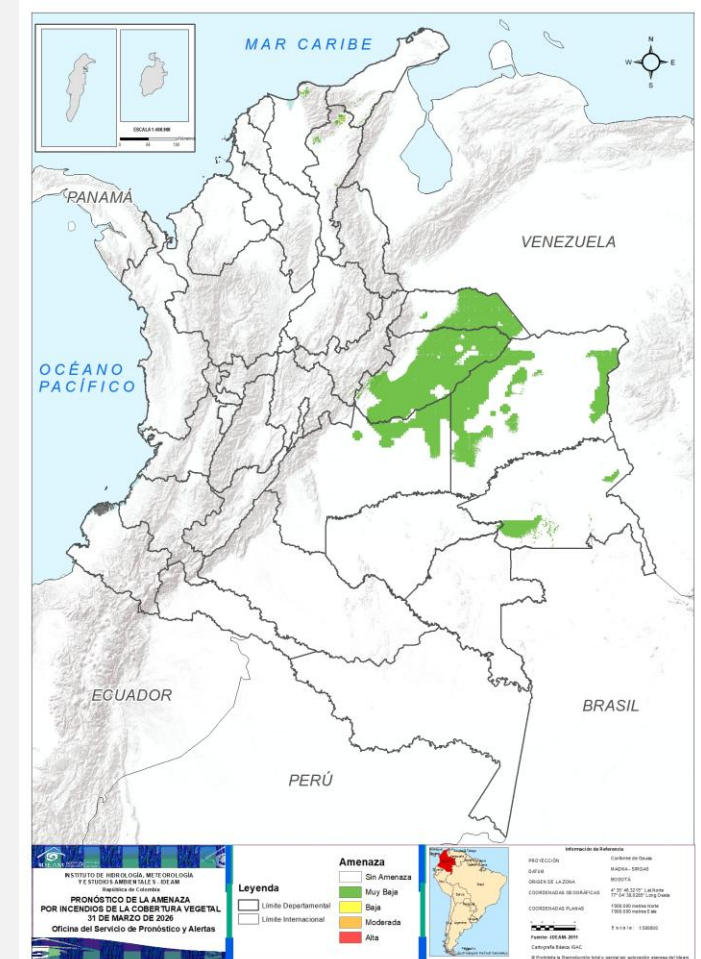 MAR CARIBE
N
W
E
S
ESCALA 1:400.000
PANAMÁ
VENEZUELA
OCÉANO
PACÍFICO
ECUADOR
BRASIL
PERÚ
IDEAM
INSTITUTO DE HIDROLOGÍA, METEOROLOGÍA
Y ESTUDIOS AMBIENTALES - IDEAM
República de Colombia
PRONÓSTICO DE LA AMENAZA
POR INCENDIOS DE LA COBERTURA VEGETAL
31 DE MARZO DE 2026
Oficina del Servicio de Pronóstico y Alertas
Leyenda
Límite Departamental
Límite Internacional
Amenaza
Sin Amenaza
Muy Baja
Baja
Moderada
Alta
Información de Referencia
PROYECCIÓN
Conforme de Gauss
DATUM
MAGNA - SIRGAS
ORIGEN DE LA ZONA
BOGOTÁ
COORDENADAS GEOGRÁFICAS
COORDENADAS PLANAS
1'000.000 metros Norte
1'000.000 metros Este
Fuente: IDEAM, 2011
Cartografía Básica IGAC